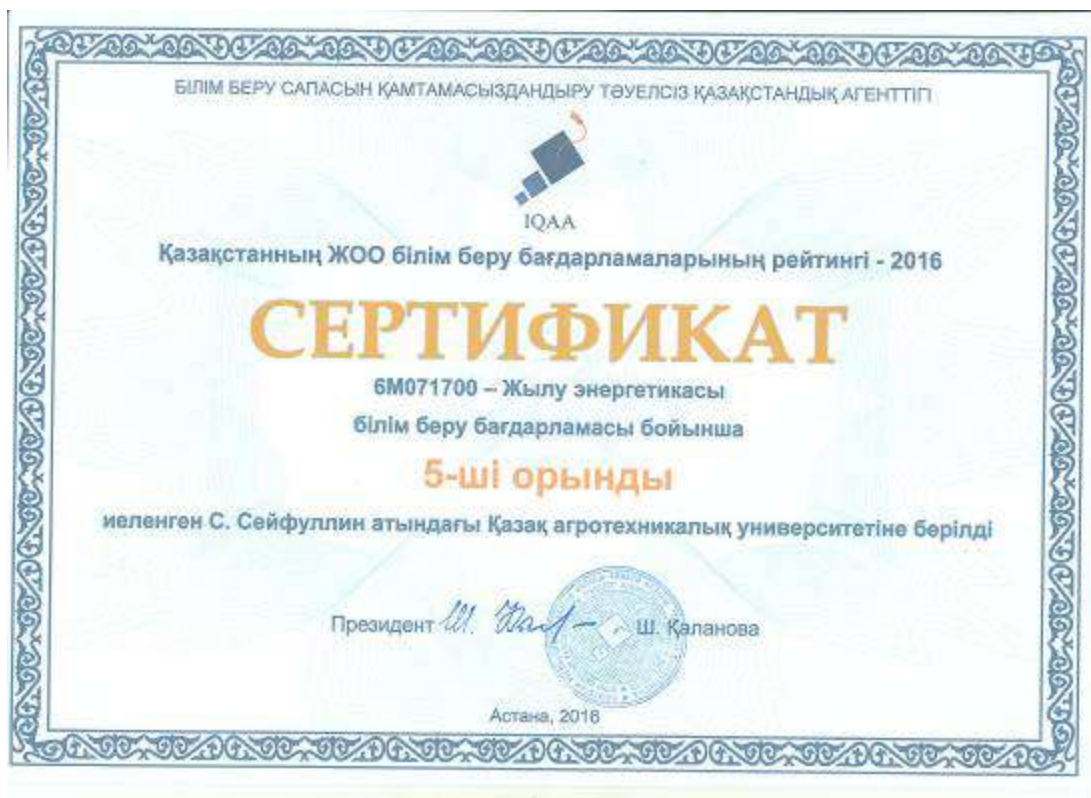 БІЛІМ БЕРУ САПАСЫН ҚАМТАМАСЫЗДАНДЫРУ ТӘУЕЛСІЗ ҚАЗАҚСТАНДЫҚ АГЕНТТІГІ
IQAA
Қазақстанның ЖОО білім беру бағдарламаларының рейтингі - 2016
СЕРТИФИКАТ
6М071700 – Жылу энергетикасы
білім беру бағдарламасы бойынша
5-ші орынды
иеленген С. Сейфуллин атындағы Қазақ агротехникалық университетіне берілді
Президент Ш. Қаланова
Астана, 2016